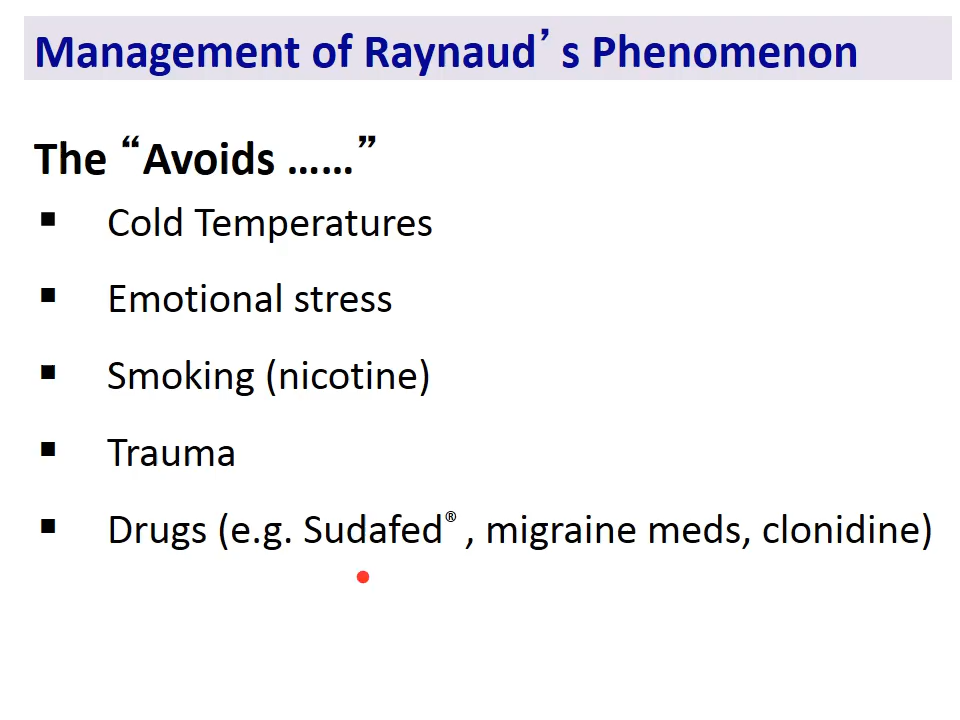 Management of Raynaud’s Phenomenon
The “Avoids ……”
▪ Cold Temperatures
▪ Emotional stress
▪ Smoking (nicotine)
▪ Trauma
▪ Drugs (e.g. Sudafed®, migraine meds, clonidine)